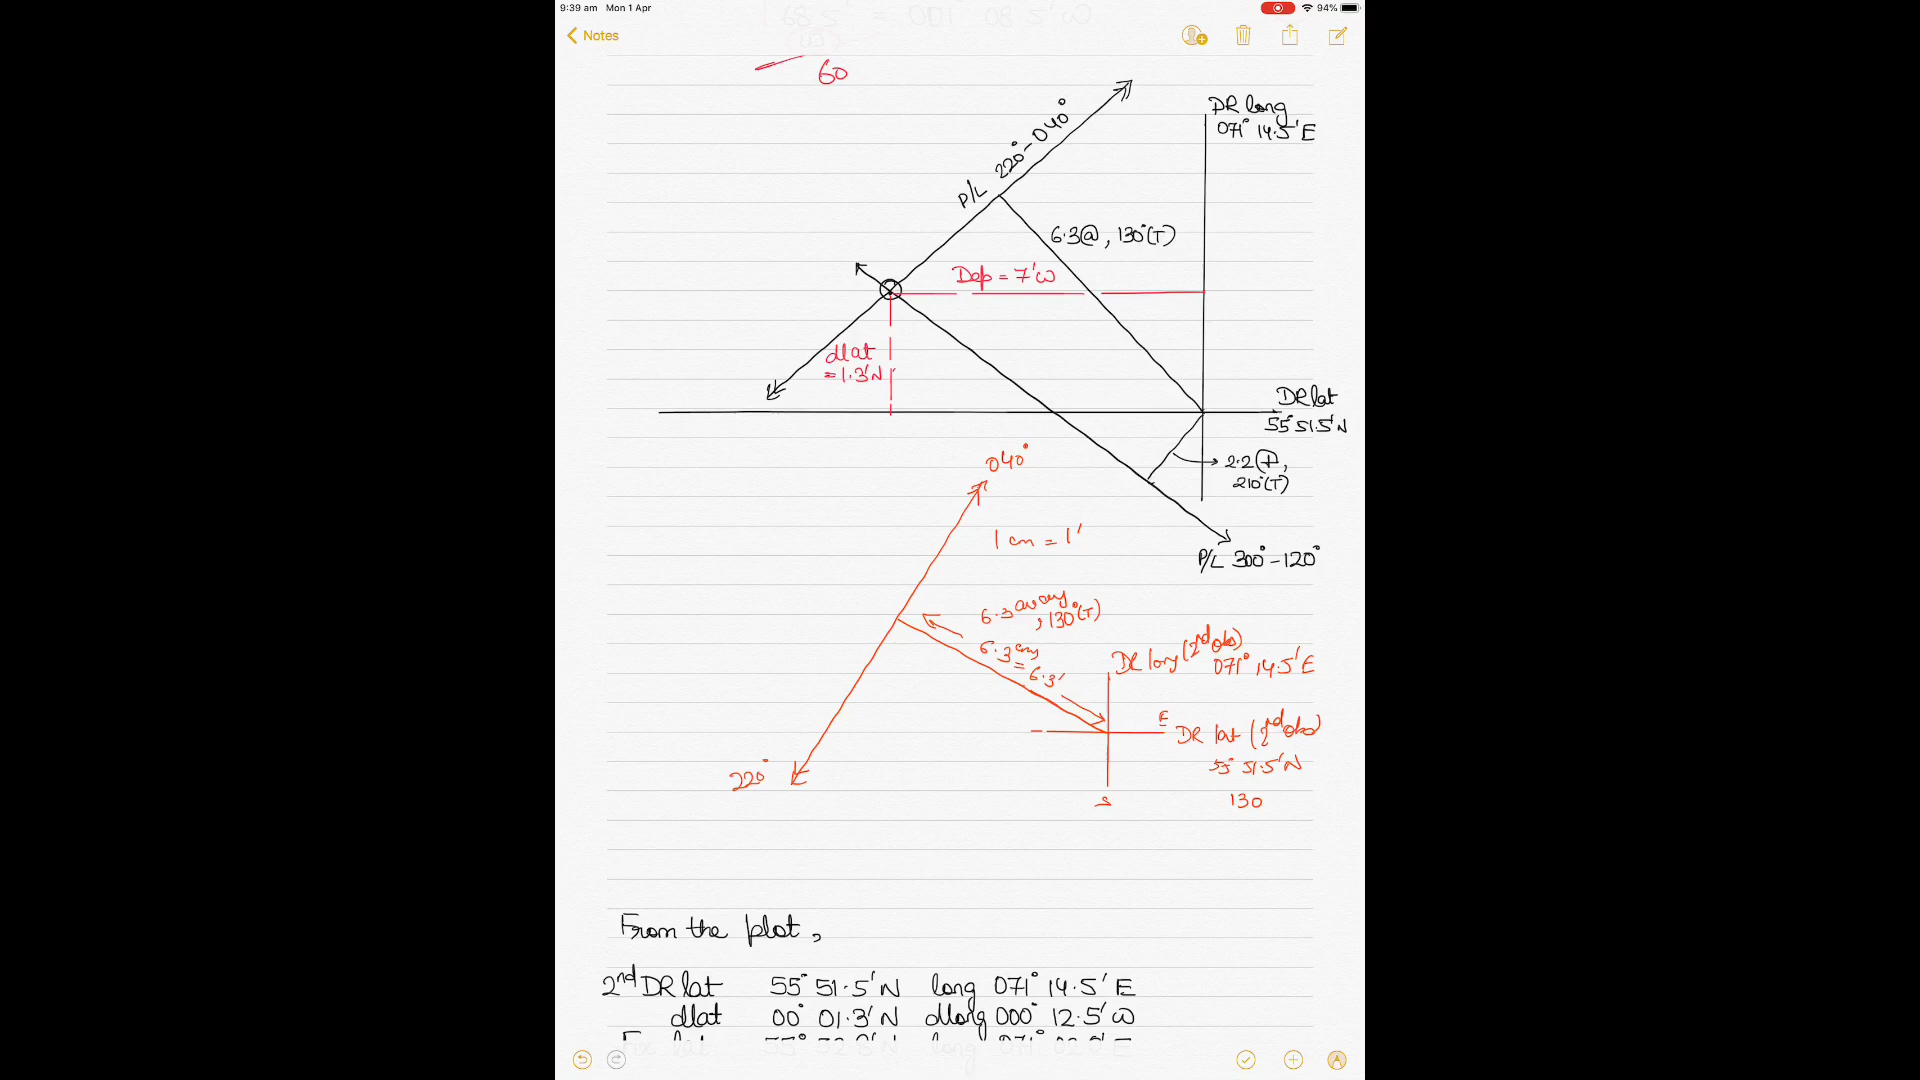 9:39 am Mon 1 Apr
94%
Notes
60
DR long
071° 14.5' E
P/L 220° - 040°
6.3@, 130°(T)
Dep = 7'W
dlat
= 1.3'N
DR lat
55° 51.5' N
2.2
210°(T)
P/L 300° - 120°
040°
1 cm = 1'
6.3 away
, 130°(T)
6.3 cm
= 6.3'
DR long (2nd obs)
071° 14.5' E
E
DR lat (2nd obs)
55° 51.5' N
220°
S
130
From the plot,
2nd DR lat 55° 51.5' N long 071° 14.5' E
dlat 00° 01.3' N dlong 000° 12.5' W